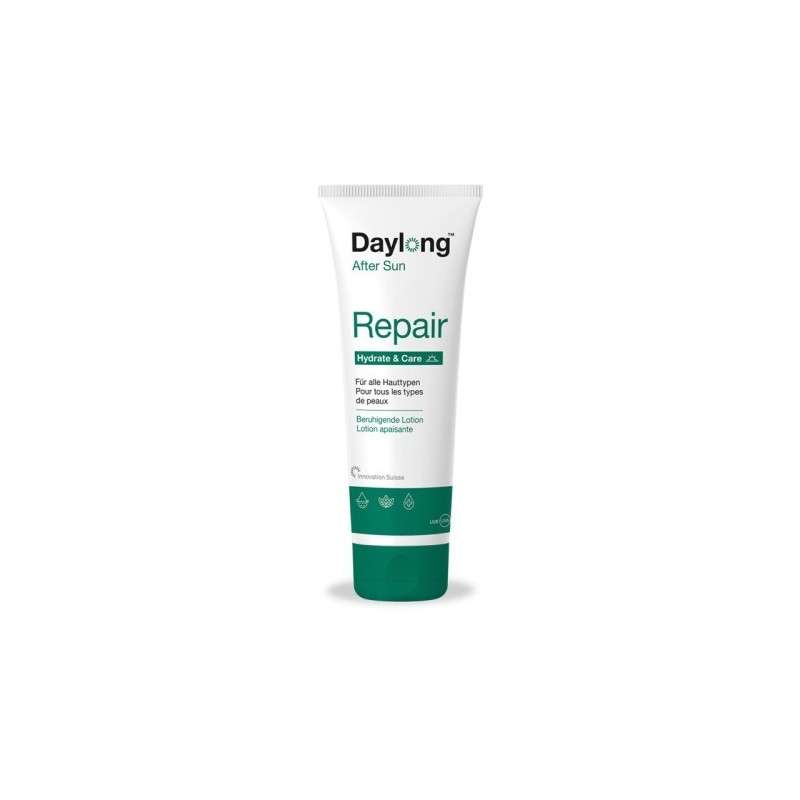 Daylong™
After Sun
Repair
Hydrate & Care
Für alle Hauttypen
Pour tous les types
de peaux
Beruhigende Lotion
Lotion apaisante
Innovation Suisse